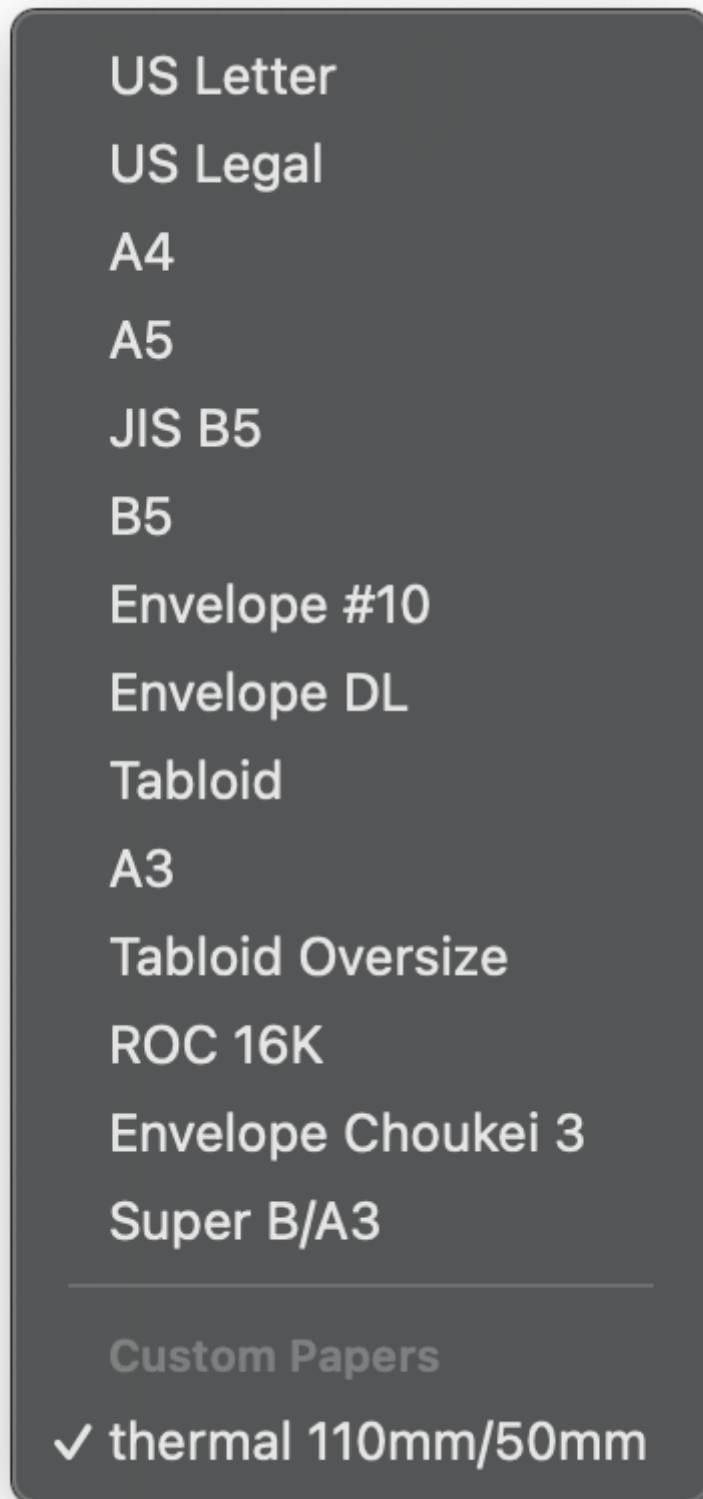 US Letter
US Legal
A4
A5
JIS B5
B5
Envelope #10
Envelope DL
Tabloid
A3
Tabloid Oversize
ROC 16K
Envelope Choukei 3
Super B/A3
Custom Papers
✓ thermal 110mm/50mm